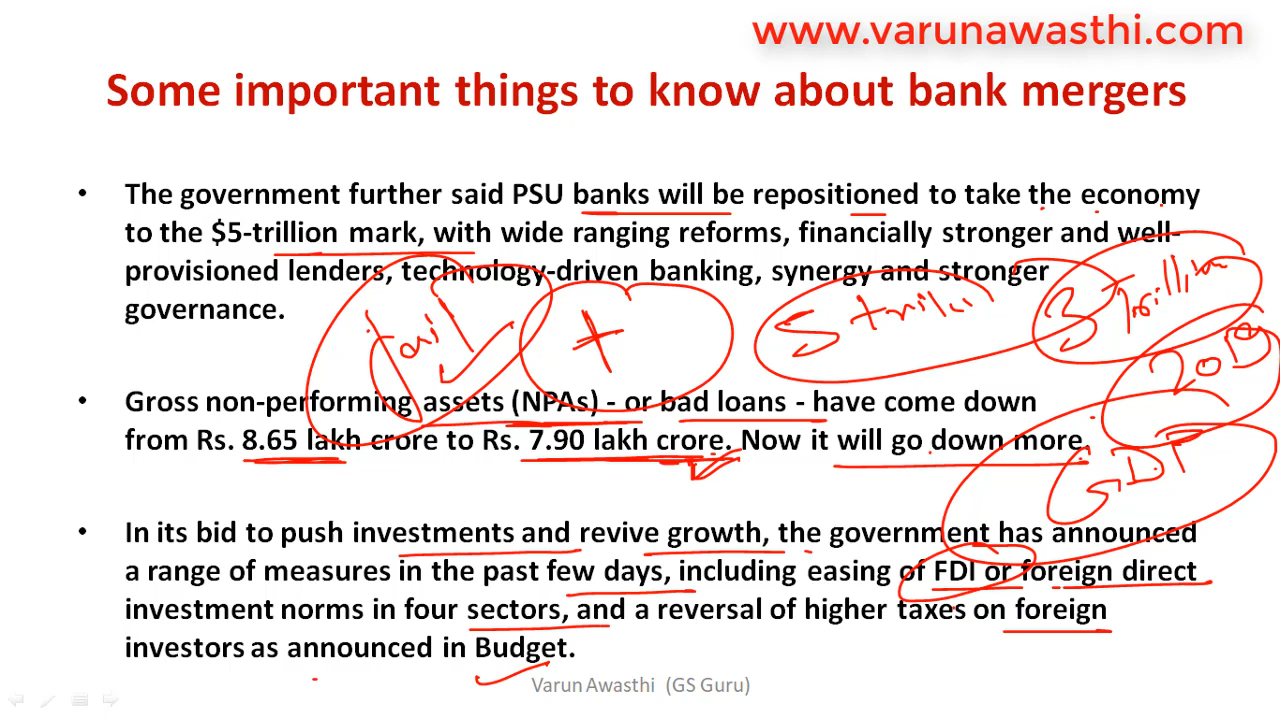 www.varunawasthi.com
Some important things to know about bank mergers
• The government further said PSU banks will be repositioned to take the economy
to the $5-trillion mark, with wide ranging reforms, financially stronger and well-
provisioned lenders, technology-driven banking, synergy and stronger
governance.
5 trillion
3 Trillion
• Gross non-performing assets (NPAs) - or bad loans - have come down
from Rs. 8.65 lakh crore to Rs. 7.90 lakh crore. Now it will go down more.
• In its bid to push investments and revive growth, the government has announced
a range of measures in the past few days, including easing of FDI or foreign direct
investment norms in four sectors, and a reversal of higher taxes on foreign
investors as announced in Budget.
Varun Awasthi (GS Guru)